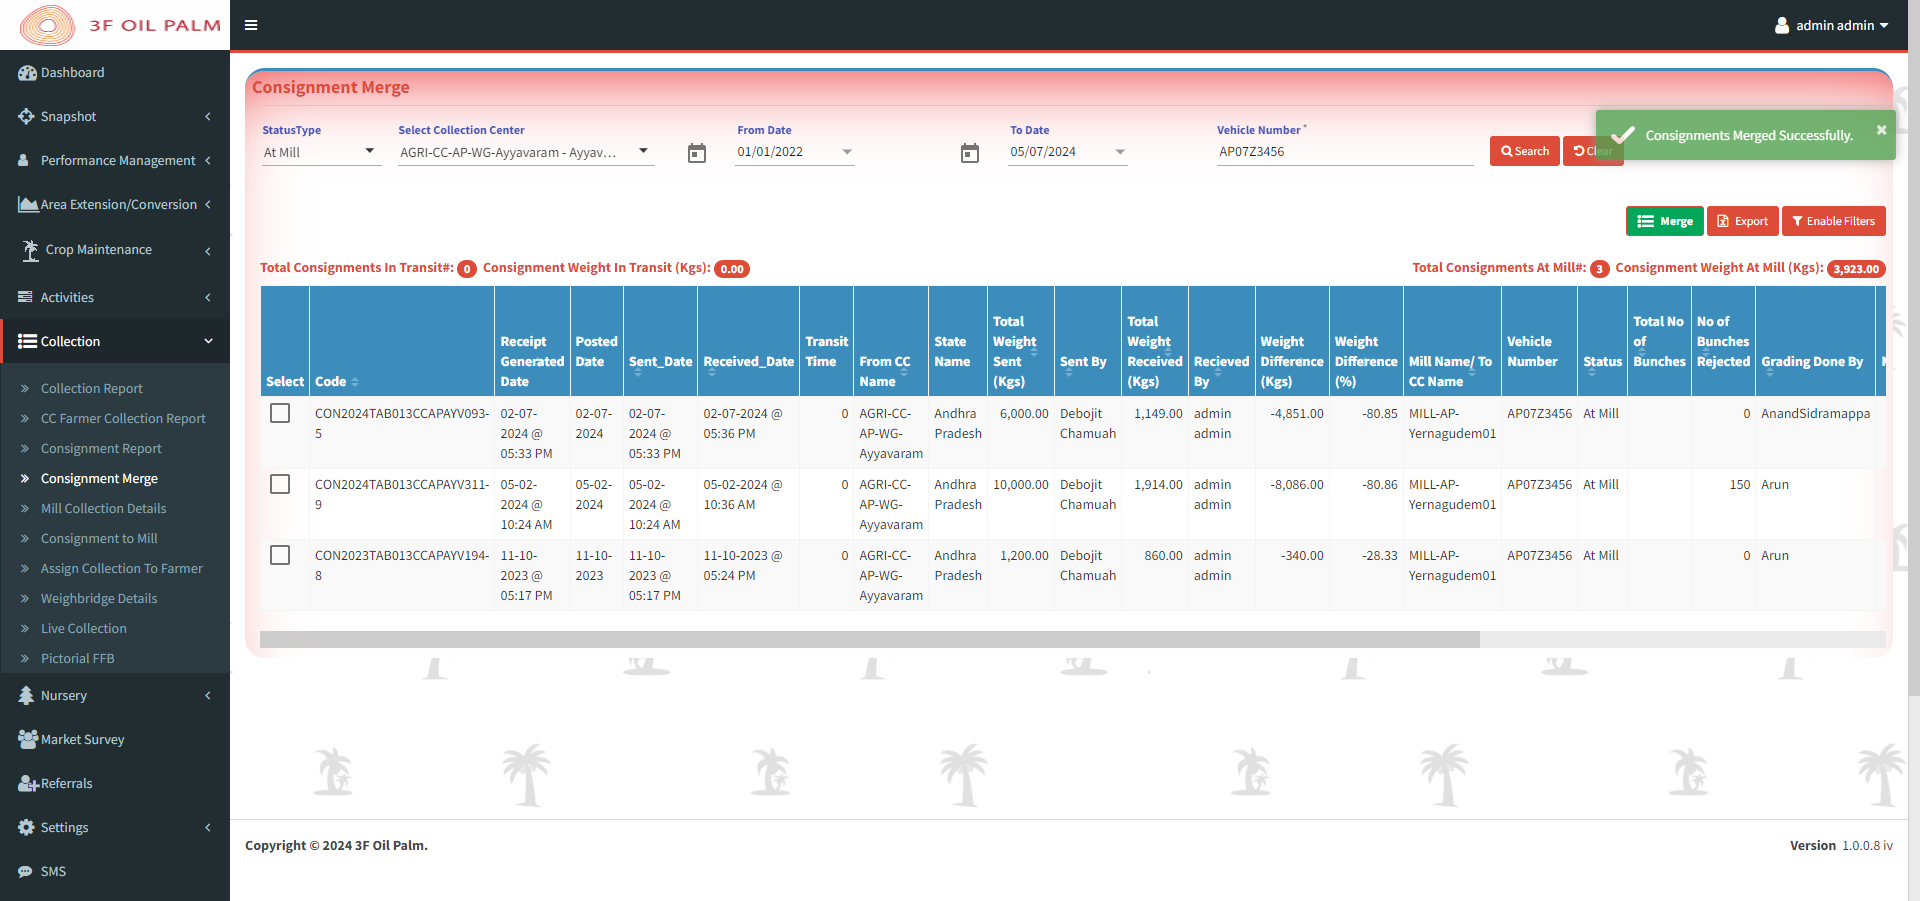 3F OIL PALM
admin admin
Dashboard
Snapshot
Performance Management
Area Extension/Conversion
Crop Maintenance
Activities
Collection
Collection Report
CC Farmer Collection Report
Consignment Report
Consignment Merge
Mill Collection Details
Consignment to Mill
Assign Collection To Farmer
Weighbridge Details
Live Collection
Pictorial FFB
Nursery
Market Survey
Referrals
Settings
SMS
Consignment Merge
StatusType
At Mill
Select Collection Center
AGRI-CC-AP-WG-Ayyavaram - Ayyav...
From Date
01/01/2022
To Date
05/07/2024
Vehicle Number *
AP07Z3456
Search
Clear
Consignments Merged Successfully.
Merge Export Enable Filters
Total Consignments In Transit#: 0 Consignment Weight In Transit (Kgs): 0.00
Total Consignments At Mill#: 3 Consignment Weight At Mill (Kgs): 3,923.00
Select
Code
Receipt Generated Date
Posted Date
Sent_Date
Received_Date
Transit Time
From CC Name
State Name
Total Weight Sent (Kgs)
Sent By
Total Weight Received (Kgs)
Recieved By
Weight Difference (Kgs)
Weight Difference (%)
Mill Name/ To CC Name
Vehicle Number
Status
Total No of Bunches
No of Bunches Rejected
Grading Done By
CON2024TAB013CCAPAYV093-5 02-07-2024 @ 05:33 PM 02-07-2024 02-07-2024 @ 05:33 PM 02-07-2024 @ 05:36 PM 0 AGRI-CC-AP-WG-Ayyavaram Andhra Pradesh 6,000.00 Debojit Chamuah 1,149.00 admin admin -4,851.00 -80.85 MILL-AP-Yernagudem01 AP07Z3456 At Mill 0 AnandSidramappa
CON2024TAB013CCAPAYV311-9 05-02-2024 @ 10:24 AM 05-02-2024 05-02-2024 @ 10:24 AM 05-02-2024 @ 10:36 AM 0 AGRI-CC-AP-WG-Ayyavaram Andhra Pradesh 10,000.00 Debojit Chamuah 1,914.00 admin admin -8,086.00 -80.86 MILL-AP-Yernagudem01 AP07Z3456 At Mill 150 Arun
CON2023TAB013CCAPAYV194-8 11-10-2023 @ 05:17 PM 11-10-2023 11-10-2023 @ 05:17 PM 11-10-2023 @ 05:24 PM 0 AGRI-CC-AP-WG-Ayyavaram Andhra Pradesh 1,200.00 Debojit Chamuah 860.00 admin admin -340.00 -28.33 MILL-AP-Yernagudem01 AP07Z3456 At Mill 0 Arun
Copyright © 2024 3F Oil Palm.
Version 1.0.0.8 iv